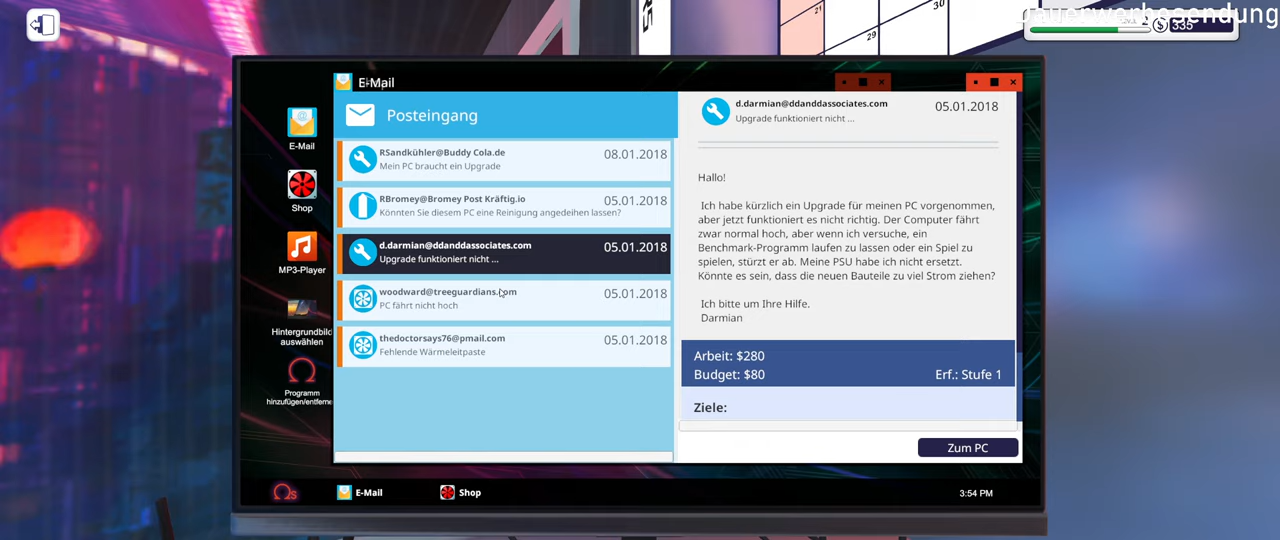 21
30
29
2
335
E-Mail
Posteingang
RSandkühler@Buddy Cola.de
08.01.2018
Mein PC braucht ein Upgrade
RBromey@Bromey Post Kräftig.io
05.01.2018
Könnten Sie diesem PC eine Reinigung angedeihen lassen?
d.darmian@ddanddassociates.com
05.01.2018
Upgrade funktioniert nicht ...
woodward@treeguardians.com
05.01.2018
PC fährt nicht hoch
thedoctorsays76@pmail.com
05.01.2018
Fehlende Wärmeleitpaste
d.darmian@ddanddassociates.com
05.01.2018
Upgrade funktioniert nicht ...
Hallo!
Ich habe kürzlich ein Upgrade für meinen PC vorgenommen,
aber jetzt funktioniert es nicht richtig. Der Computer fährt
zwar normal hoch, aber wenn ich versuche, ein
Benchmark-Programm laufen zu lassen oder ein Spiel zu
spielen, stürzt er ab. Meine PSU habe ich nicht ersetzt.
Könnte es sein, dass die neuen Bauteile zu viel Strom ziehen?
Ich bitte um Ihre Hilfe.
Darmian
Arbeit: $280
Budget: $80
Erf.: Stufe 1
Ziele:
Zum PC
E-Mail
Shop
MP3-Player
Hintergrundbild
auswählen
Programm
hinzufügen/entferne
E-Mail
Shop
3:54 PM